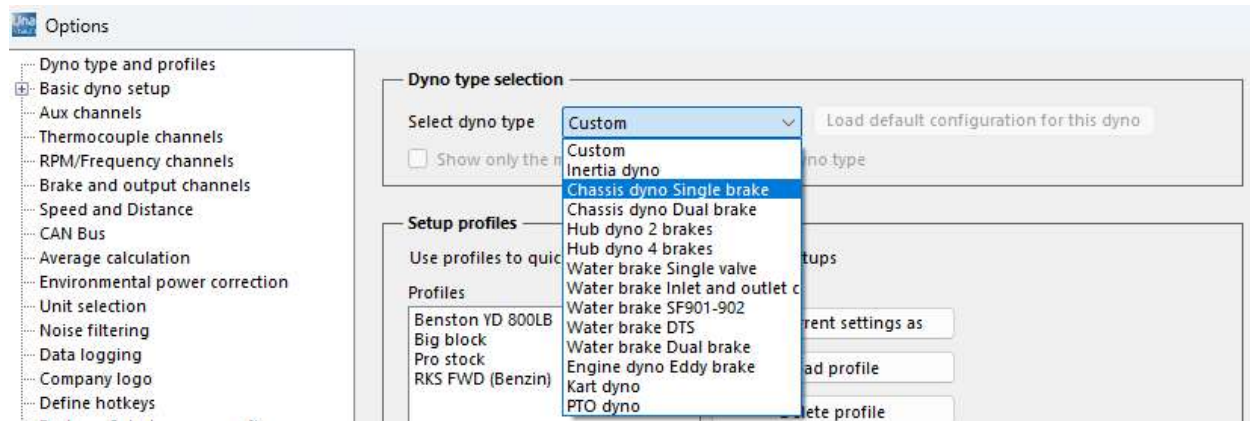 Options
Dyno type and profiles
Basic dyno setup
Aux channels
Thermocouple channels
RPM/Frequency channels
Brake and output channels
Speed and Distance
CAN Bus
Average calculation
Environmental power correction
Unit selection
Noise filtering
Data logging
Company logo
Define hotkeys
Dyno type selection
Select dyno type Custom Load default configuration for this dyno
Show only the no type
Custom
Inertia dyno
Chassis dyno Single brake
Chassis dyno Dual brake
Hub dyno 2 brakes
Hub dyno 4 brakes
Water brake Single valve
Water brake Inlet and outlet c
Water brake SF901-902
Water brake DTS
Water brake Dual brake
Engine dyno Eddy brake
Kart dyno
PTO dyno
Setup profiles
Use profiles to quic tups
Profiles
Benston YD 800LB
Big block
Pro stock
RKS FWD (Benzin)
rrent settings as
ad profile
lete profile